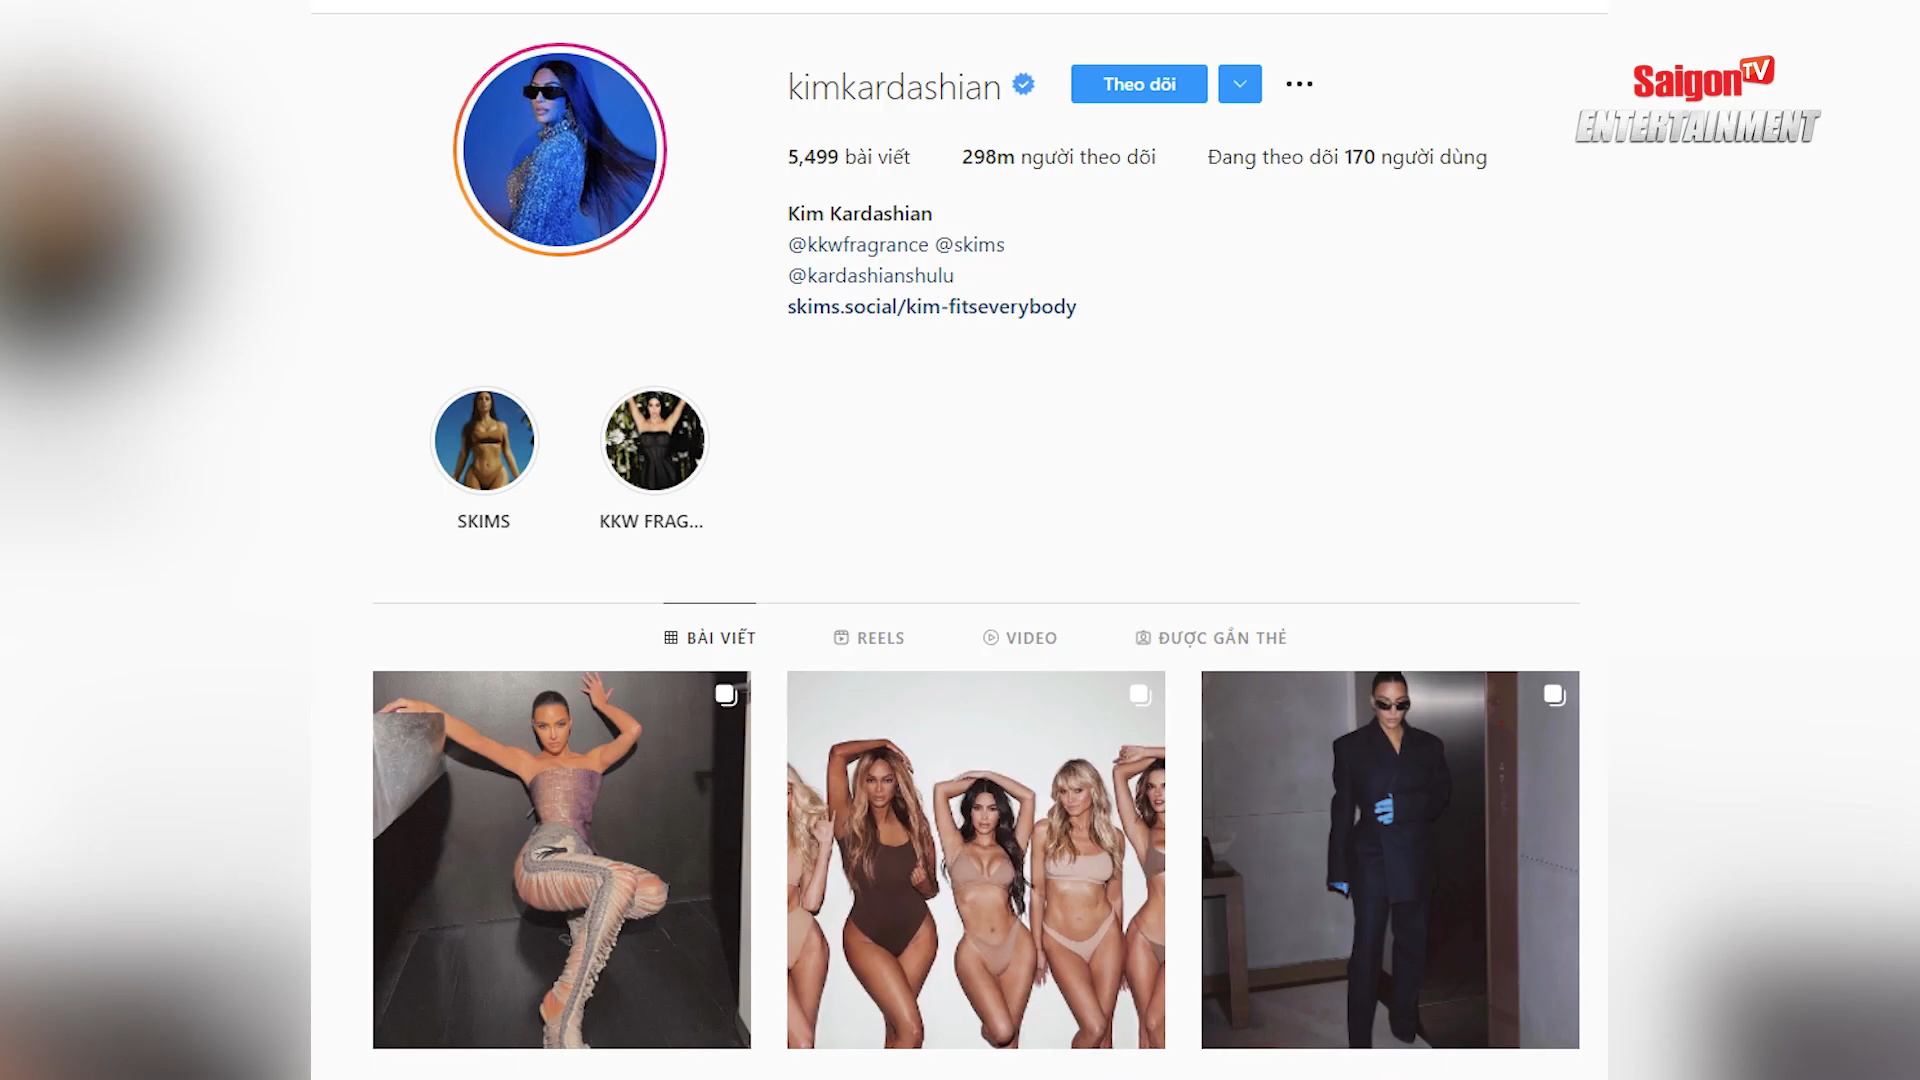 SaigonTV
ENTERTAINMENT
kimkardashian
Theo dõi
5,499 bài viết
298m người theo dõi
Đang theo dõi 170 người dùng
Kim Kardashian
@kkwfragrance @skims
@kardashianshulu
skims.social/kim-fitseverybody
SKIMS
KKW FRAG...
BÀI VIẾT
REELS
VIDEO
ĐƯỢC GẮN THẺ